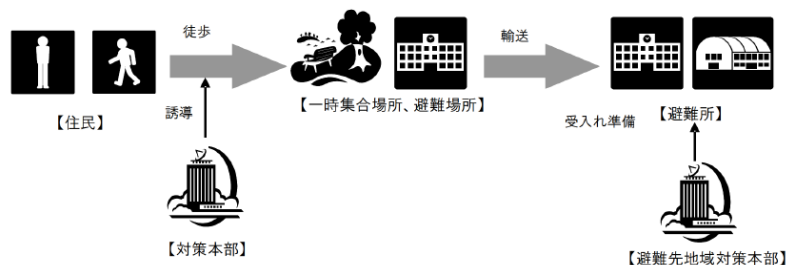 徒歩
輸送
【一時集合場所、避難場所】
誘導
受入れ準備
【避難所】
【住民】
【対策本部】
【避難先地域対策本部】